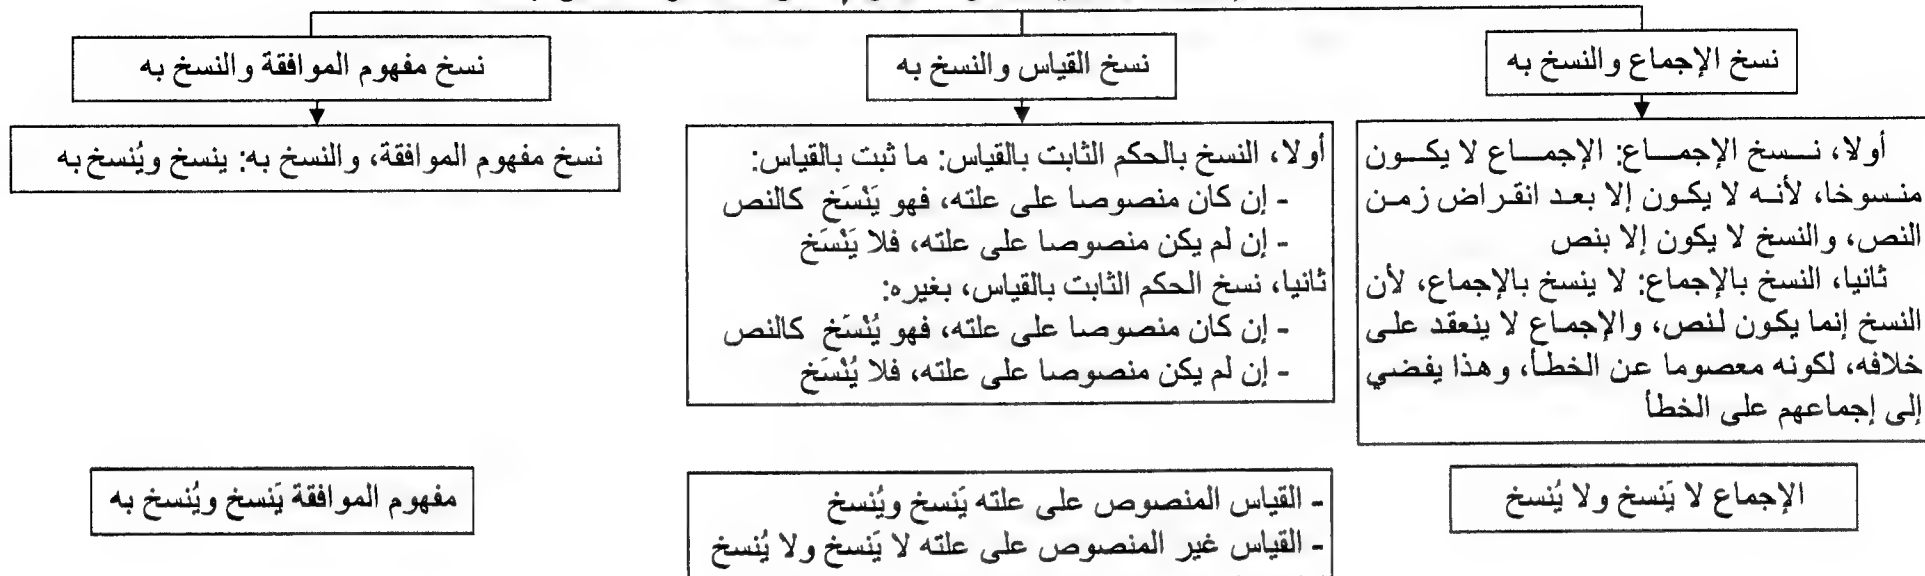 نسخ الإجماع والنسخ به
أولا، نسخ الإجماع: الإجماع لا يكون
منسوخا، لأنه لا يكون إلا بعد انقراض زمن
النص، والنسخ لا يكون إلا بنص
ثانيا، النسخ بالإجماع: لا ينسخ بالإجماع، لأن
النسخ إنما يكون لنص، والإجماع لا ينعقد على
خلافه، لكونه معصوما عن الخطأ، وهذا يفضي
إلى إجماعهم على الخطأ
الإجماع لا يَنسخ ولا يُنسخ
نسخ القياس والنسخ به
أولا، النسخ بالحكم الثابت بالقياس: ما ثبت بالقياس:
- إن كان منصوصا على علته، فهو يَنْسَخ كالنص
- إن لم يكن منصوصا على علته، فلا يَنْسَخ
ثانيا، نسخ الحكم الثابت بالقياس، بغيره:
- إن كان منصوصا على علته، فهو يُنْسَخ كالنص
- إن لم يكن منصوصا على علته، فلا يُنْسَخ
- القياس المنصوص على علته يَنسخ ويُنسخ
- القياس غير المنصوص على علته لا يَنسخ ولا يُنسخ
نسخ مفهوم الموافقة والنسخ به
نسخ مفهوم الموافقة، والنسخ به: ينسخ ويُنسخ به
مفهوم الموافقة يَنسخ ويُنسخ به